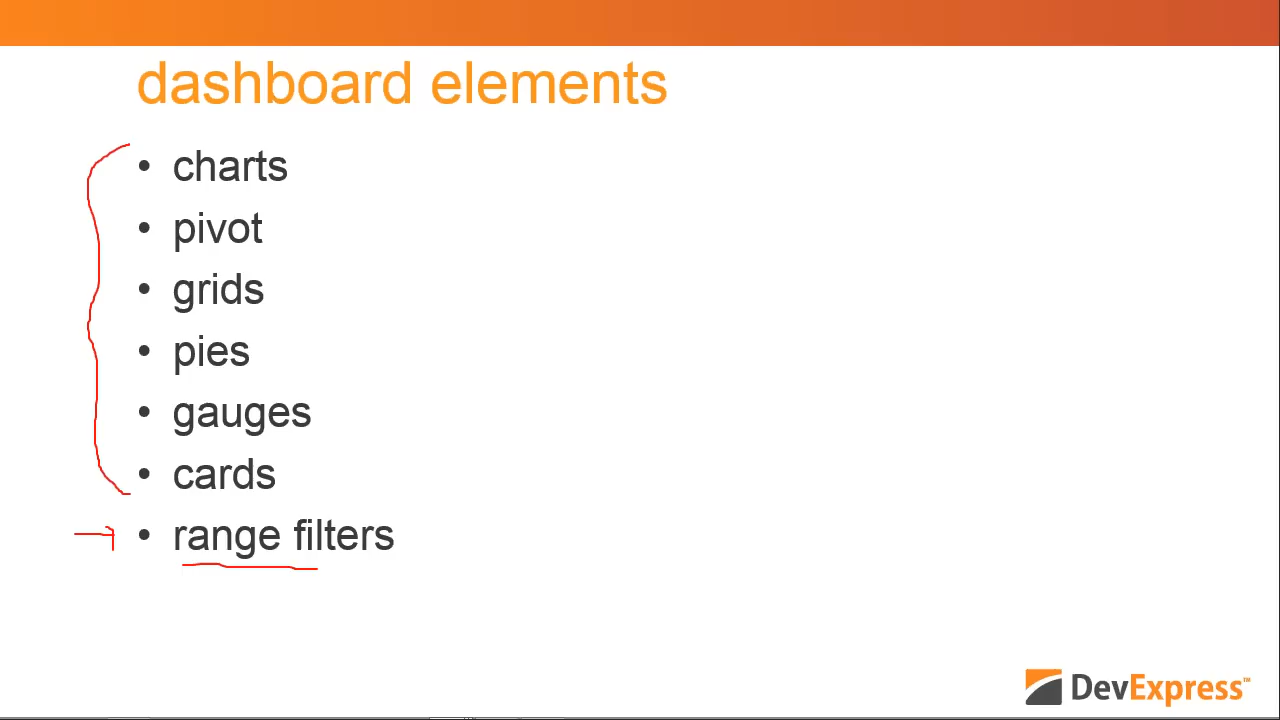 dashboard elements
• charts
• pivot
• grids
• pies
• gauges
• cards
• range filters
DevExpress™